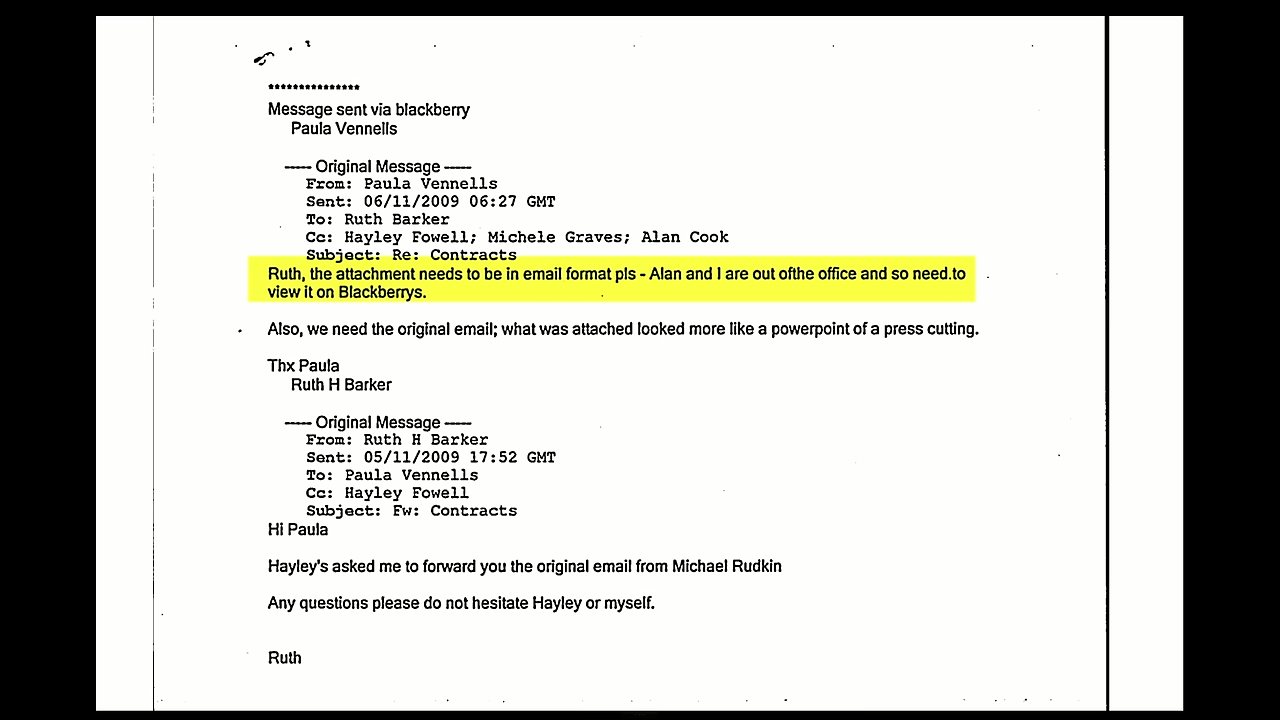 ***************
Message sent via blackberry
Paula Vennells
---- Original Message ----
From: Paula Vennells
Sent: 06/11/2009 06:27 GMT
To: Ruth Barker
Cc: Hayley Fowell; Michele Graves; Alan Cook
Subject: Re: Contracts
Ruth, the attachment needs to be in email format pls - Alan and I are out ofthe office and so need.to
view it on Blackberrys.
Also, we need the original email; what was attached looked more like a powerpoint of a press cutting.
Thx Paula
Ruth H Barker
---- Original Message ----
From: Ruth H Barker
Sent: 05/11/2009 17:52 GMT
To: Paula Vennells
Cc: Hayley Fowell
Subject: Fw: Contracts
Hi Paula
Hayley's asked me to forward you the original email from Michael Rudkin
Any questions please do not hesitate Hayley or myself.
Ruth